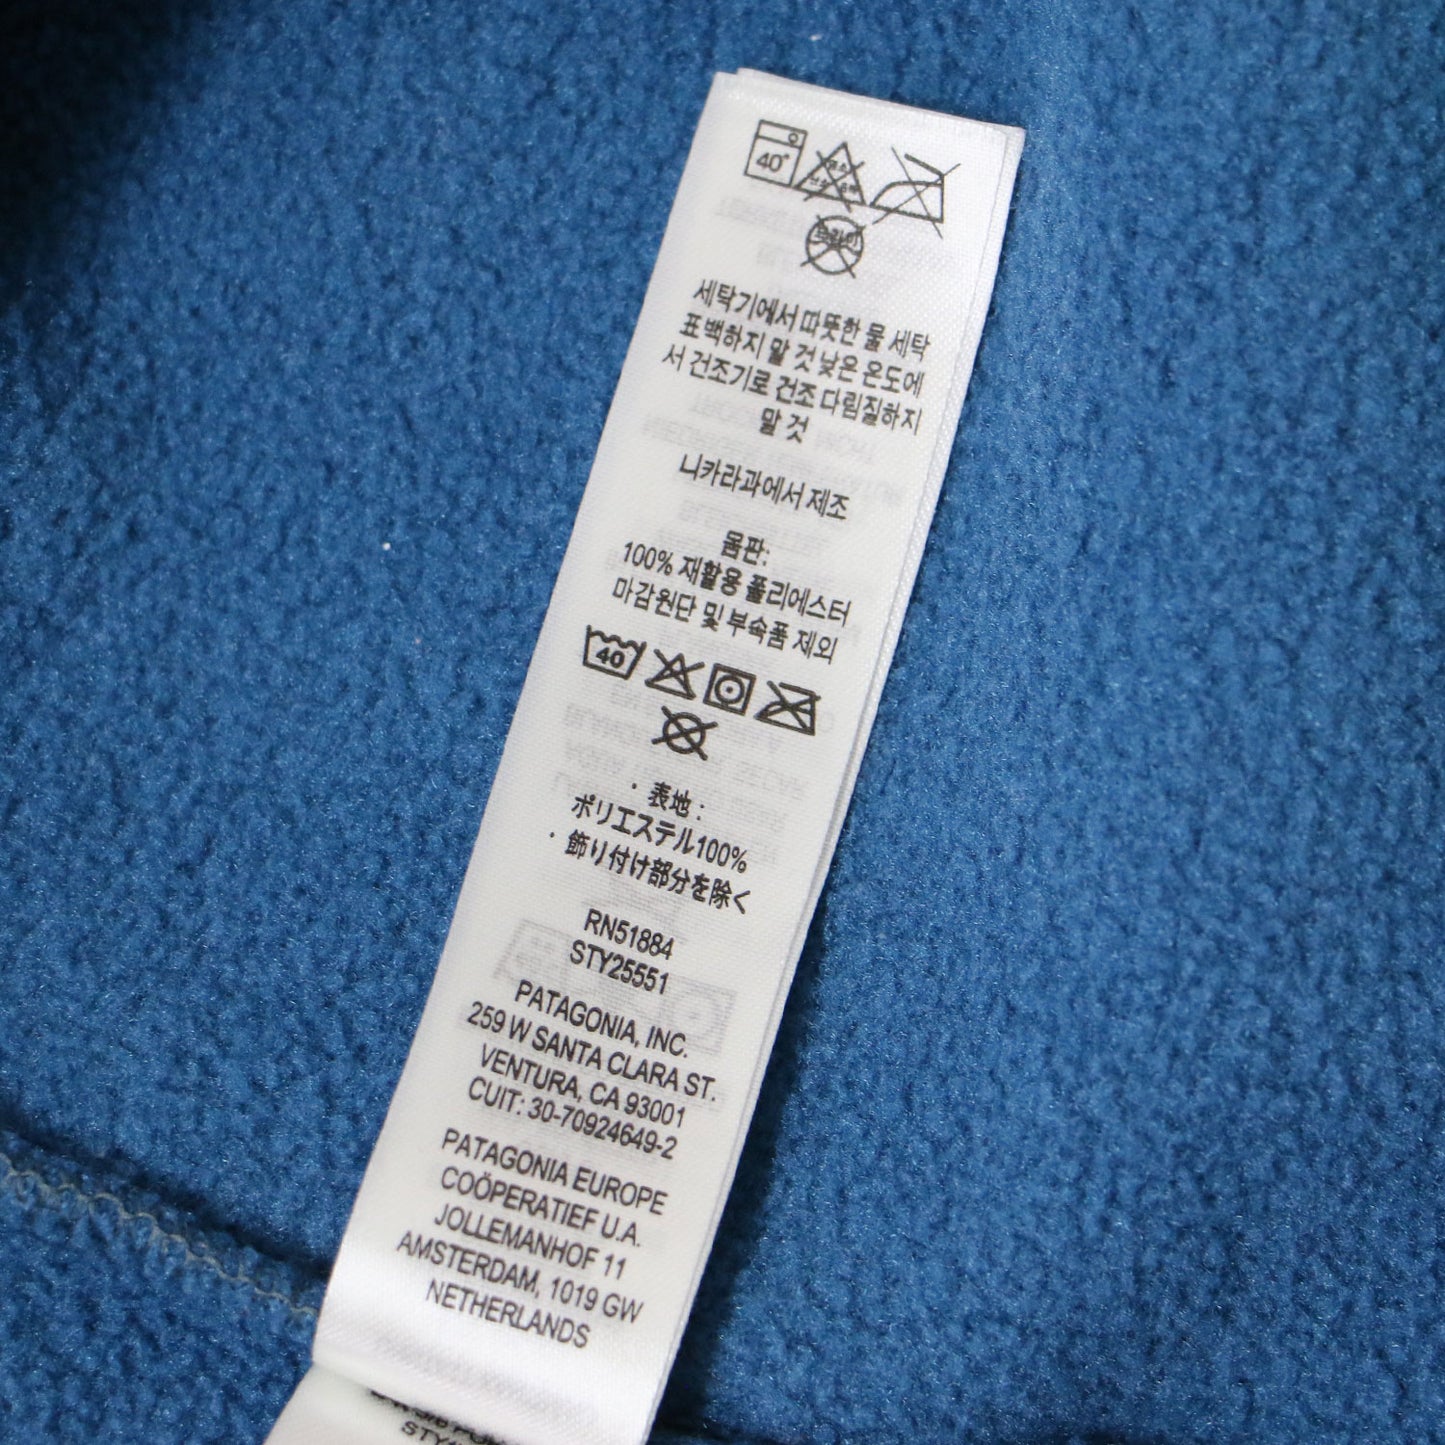 40°
세탁기에서 따뜻한 물 세탁
표백하지 말 것 낮은 온도에
서 건조기로 건조 다림질하지
말 것
니카라과에서 제조
몸판:
100% 재활용 폴리에스터
마감원단 및 부속품 제외
40
・表地：
ポリエステル100%
・飾り付け部分を除く
RN51884
STY25551
PATAGONIA, INC.
259 W SANTA CLARA ST.
VENTURA, CA 93001
CUIT: 30-70924649-2
PATAGONIA EUROPE
COÖPERATIEF U.A.
JOLLEMANHOF 11
AMSTERDAM, 1019 GW
NETHERLANDS